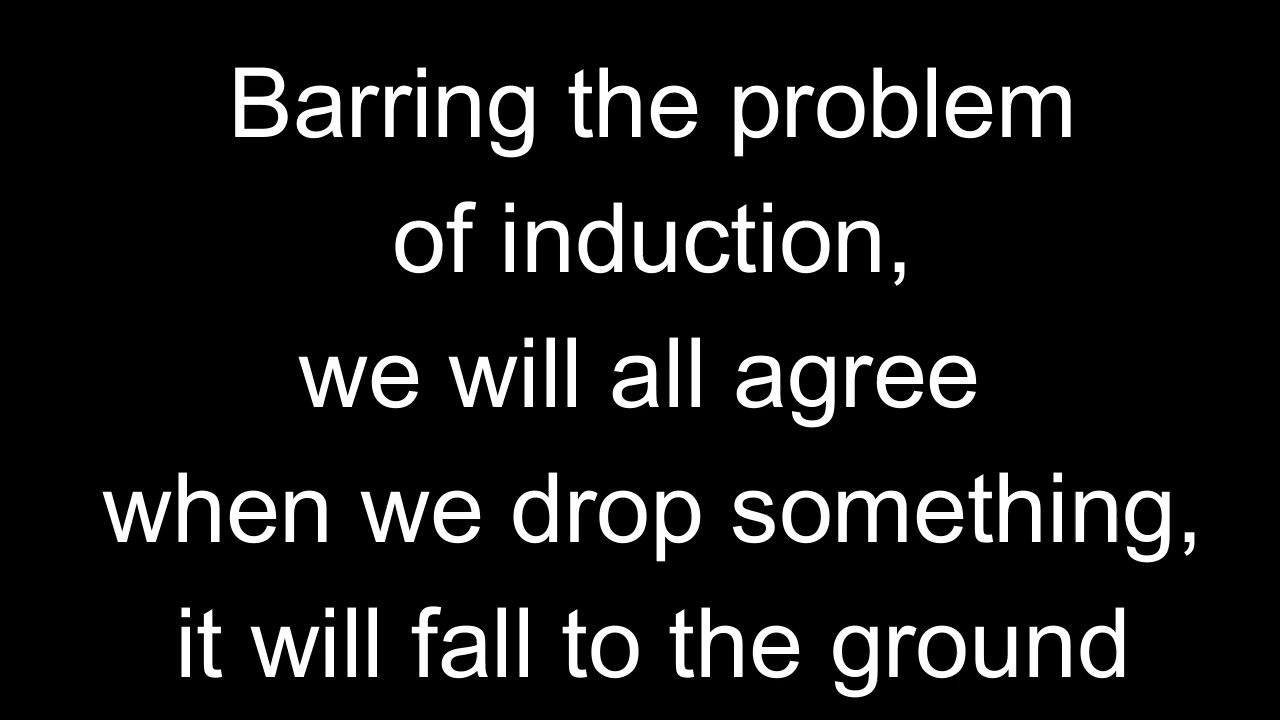 Barring the problem
of induction,
we will all agree
when we drop something,
it will fall to the ground